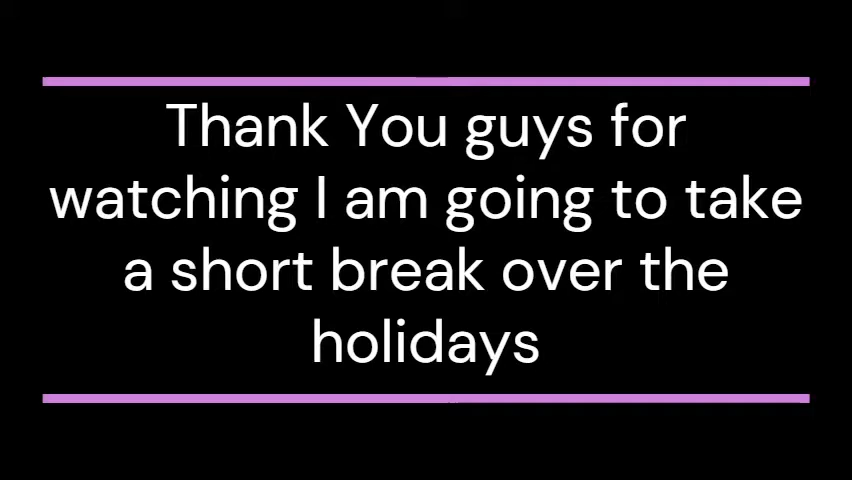 Thank You guys for
watching I am going to take
a short break over the
holidays